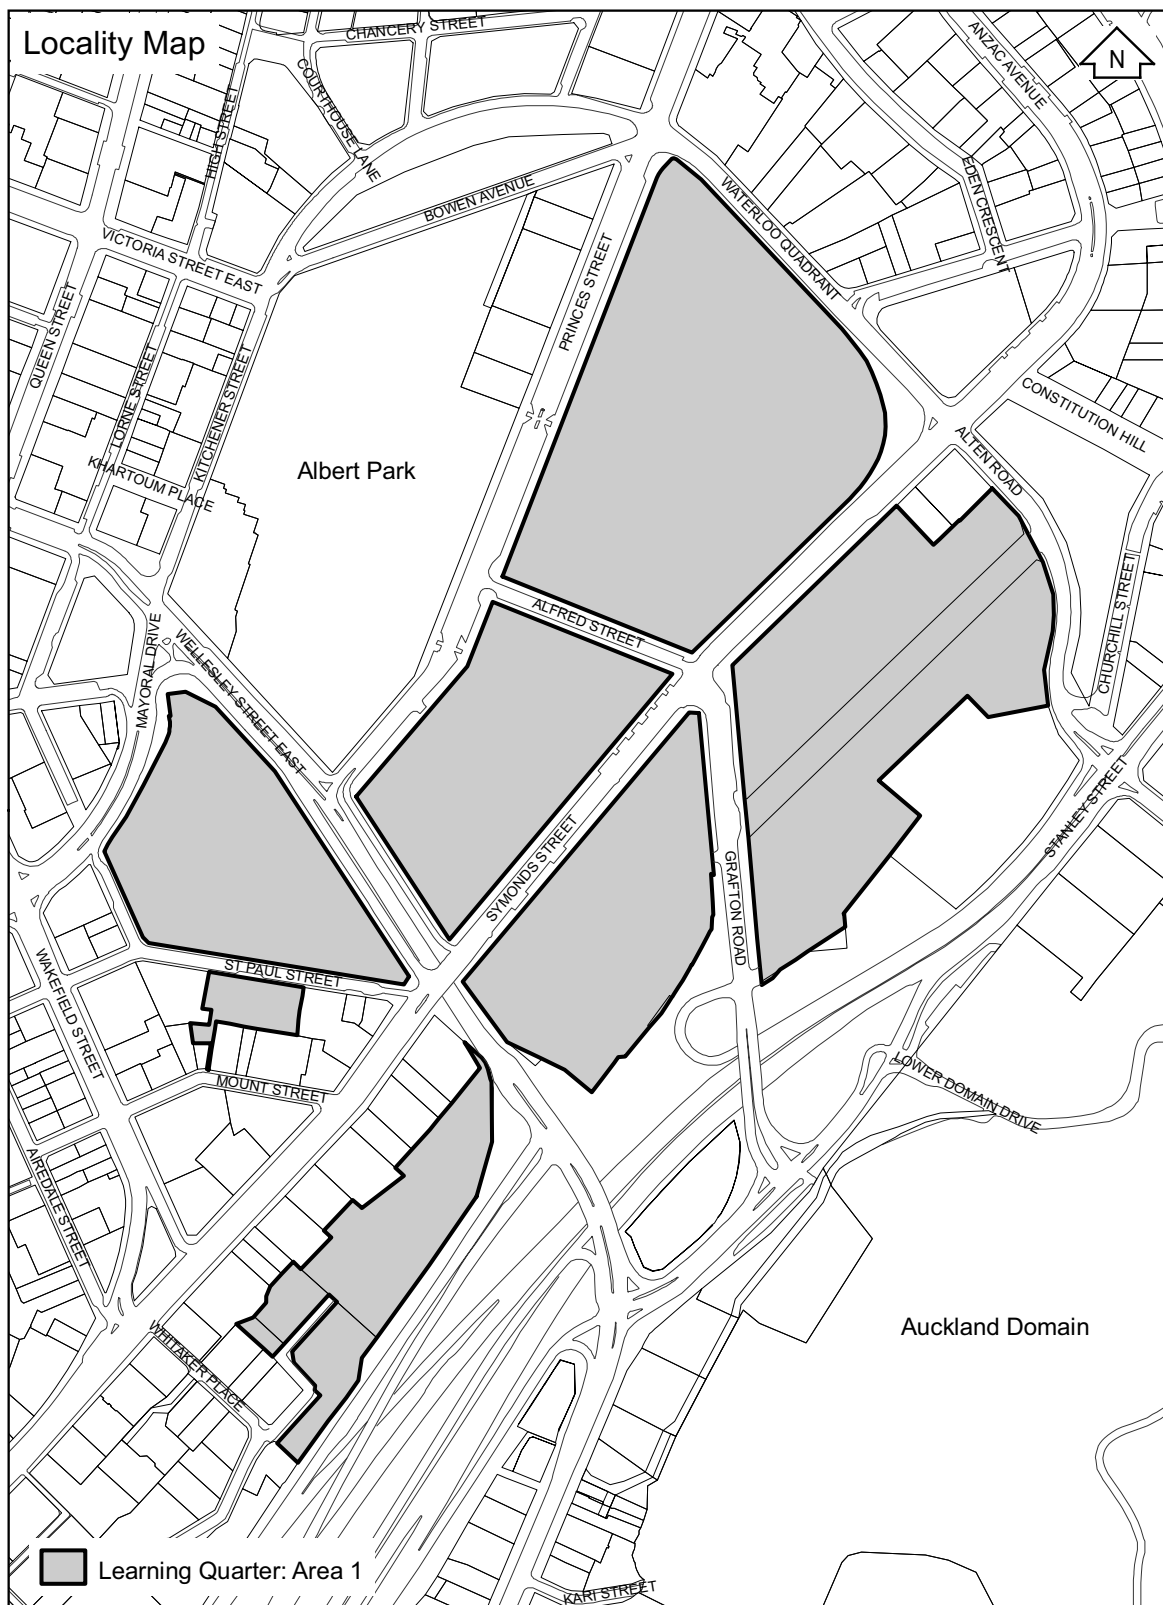 Locality Map
CHANCERY STREET
ANZAC AVENUE
N
COURTHOUSE LANE
HIGH STREET
BOWEN AVENUE
WATERLOO QUADRANT
EDEN CRESCENT
VICTORIA STREET EAST
PRINCES STREET
QUEEN STREET
LORNE STREET
KITCHENER STREET
CONSTITUTION HILL
KHARTOUM PLACE
Albert Park
ALTEN ROAD
ALFRED STREET
CHURCHILL STREET
MAYORAL DRIVE
WELLESLEY STREET EAST
STANLEY STREET
SYMONDS STREET
GRAFTON ROAD
ST PAUL STREET
WAKEFIELD STREET
MOUNT STREET
LOWER DOMAIN DRIVE
AIREDALE STREET
Auckland Domain
WHITAKER PLACE
Learning Quarter: Area 1
KARI STREET